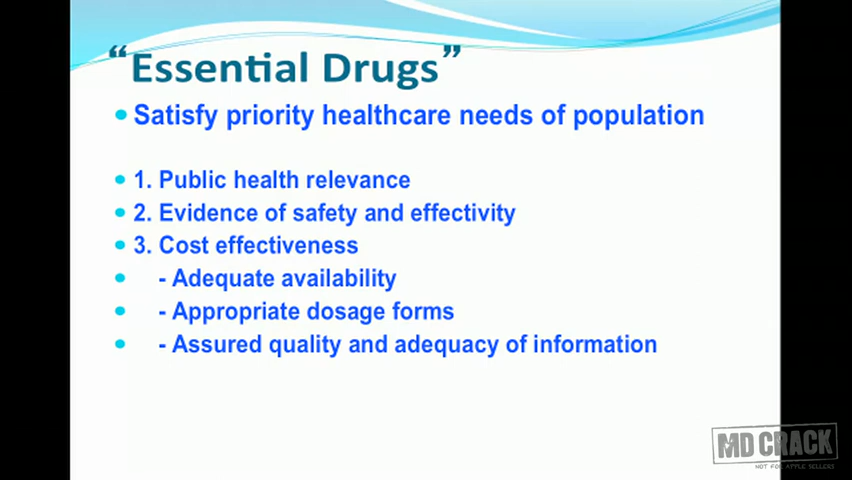 “Essential Drugs”
• Satisfy priority healthcare needs of population
• 1. Public health relevance
• 2. Evidence of safety and effectivity
• 3. Cost effectiveness
• - Adequate availability
• - Appropriate dosage forms
• - Assured quality and adequacy of information
MD CRACK
NOT FOR APPLE SELLERS